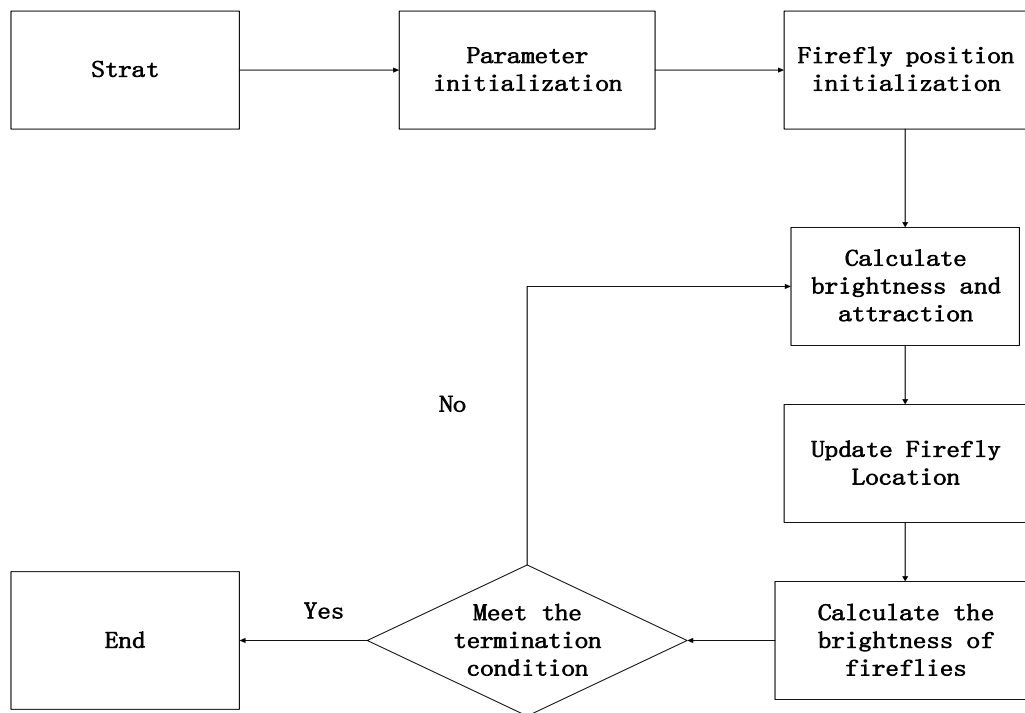 Strat
Parameter
initialization
Firefly position
initialization
Calculate
brightness and
attraction
No
Update Firefly
Location
Calculate the
brightness of
fireflies
Meet the
termination
condition
Yes
End